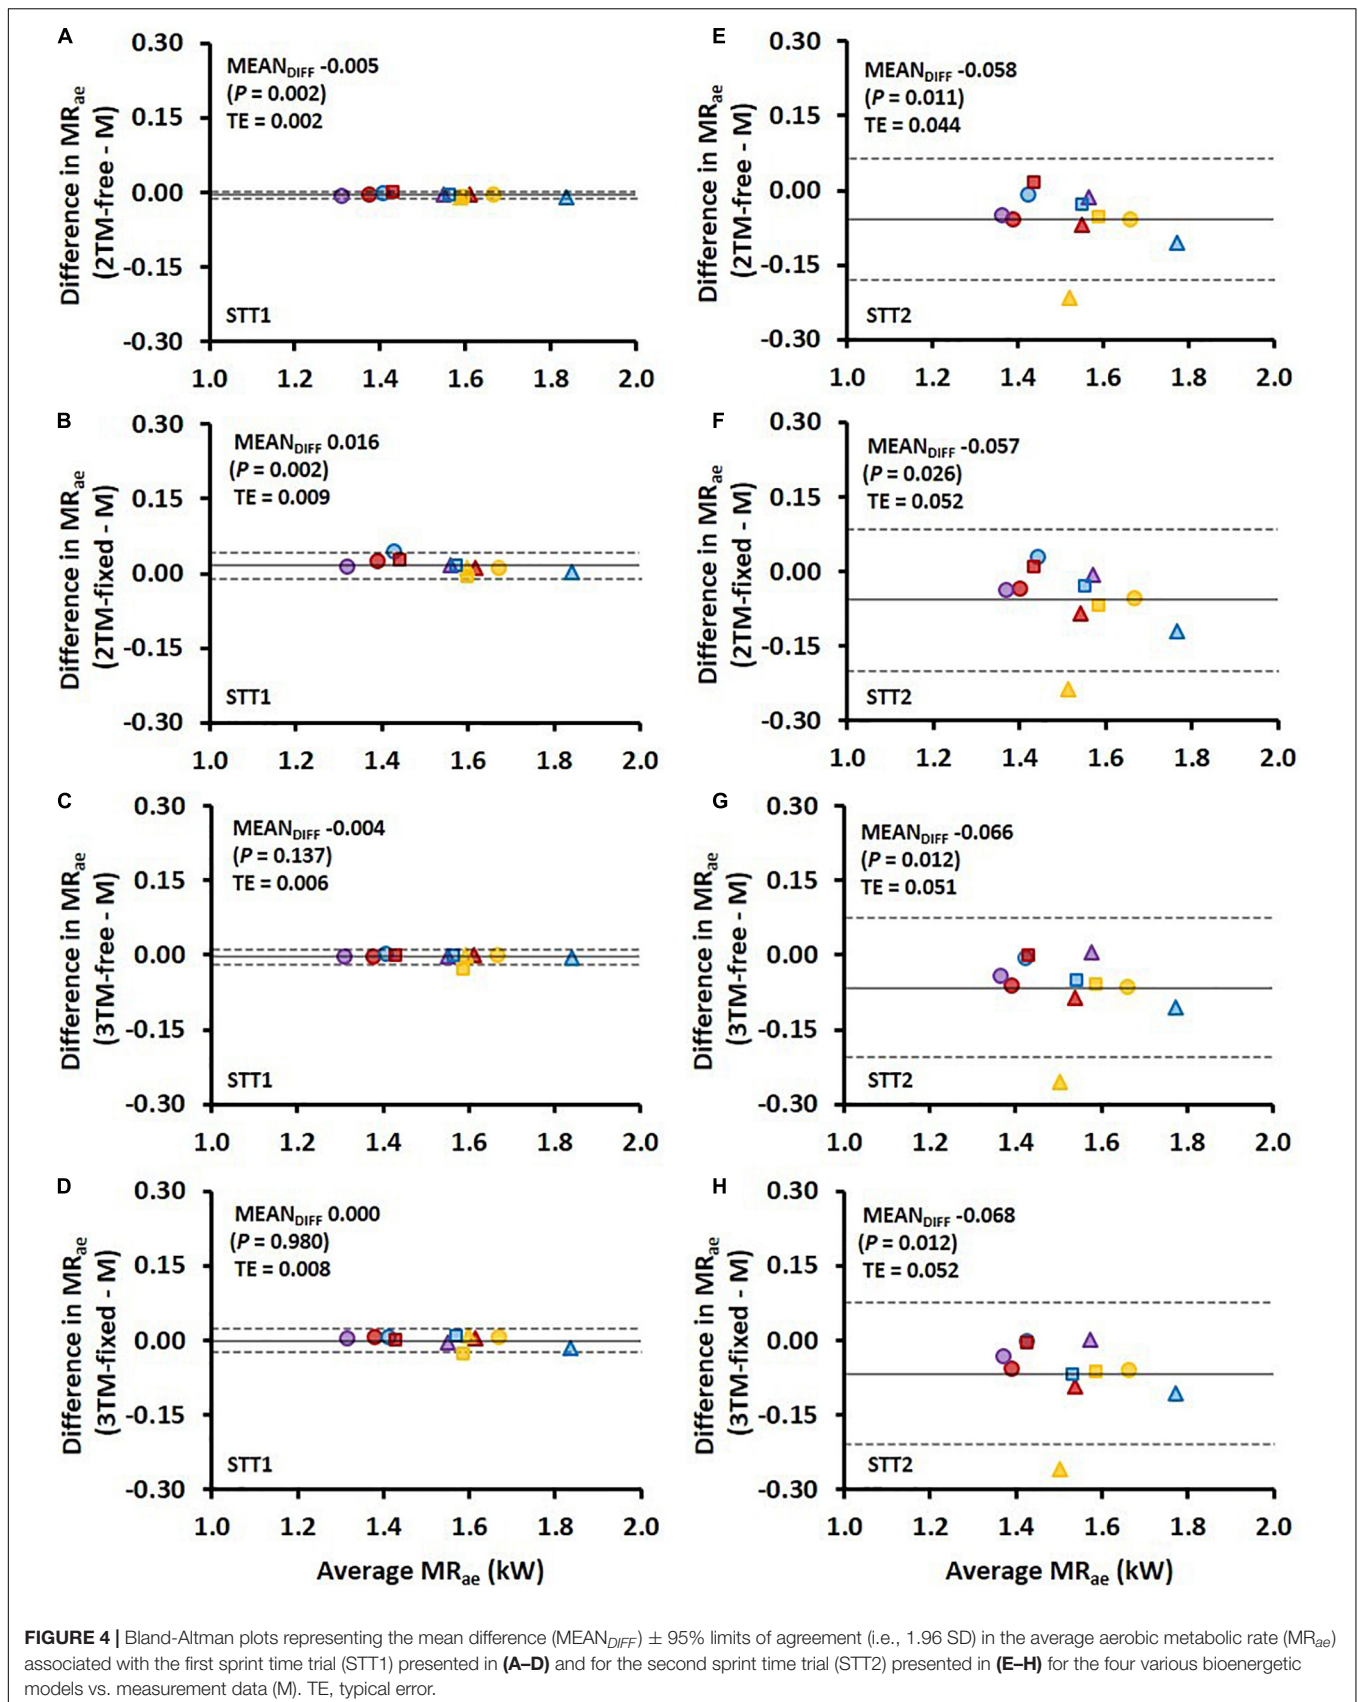 A
0.30
0.15
0.00
-0.15
-0.30
Difference in MRae
(2TM-free - M)
MEANDIFF -0.005
(P = 0.002)
TE = 0.002
STT1
1.0 1.2 1.4 1.6 1.8 2.0
E
0.30
0.15
0.00
-0.15
-0.30
Difference in MRae
(2TM-free - M)
MEANDIFF -0.058
(P = 0.011)
TE = 0.044
STT2
1.0 1.2 1.4 1.6 1.8 2.0
B
0.30
0.15
0.00
-0.15
-0.30
Difference in MRae
(2TM-fixed - M)
MEANDIFF 0.016
(P = 0.002)
TE = 0.009
STT1
1.0 1.2 1.4 1.6 1.8 2.0
F
0.30
0.15
0.00
-0.15
-0.30
Difference in MRae
(2TM-fixed - M)
MEANDIFF -0.057
(P = 0.026)
TE = 0.052
STT2
1.0 1.2 1.4 1.6 1.8 2.0
C
0.30
0.15
0.00
-0.15
-0.30
Difference in MRae
(3TM-free - M)
MEANDIFF -0.004
(P = 0.137)
TE = 0.006
STT1
1.0 1.2 1.4 1.6 1.8 2.0
G
0.30
0.15
0.00
-0.15
-0.30
Difference in MRae
(3TM-free - M)
MEANDIFF -0.066
(P = 0.012)
TE = 0.051
STT2
1.0 1.2 1.4 1.6 1.8 2.0
D
0.30
0.15
0.00
-0.15
-0.30
Difference in MRae
(3TM-fixed - M)
MEANDIFF 0.000
(P = 0.980)
TE = 0.008
STT1
1.0 1.2 1.4 1.6 1.8 2.0
Average MRae (kW)
H
0.30
0.15
0.00
-0.15
-0.30
Difference in MRae
(3TM-fixed - M)
MEANDIFF -0.068
(P = 0.012)
TE = 0.052
STT2
1.0 1.2 1.4 1.6 1.8 2.0
Average MRae (kW)
FIGURE 4 | Bland-Altman plots representing the mean difference (MEANDIFF) ± 95% limits of agreement (i.e., 1.96 SD) in the average aerobic metabolic rate (MRae)
associated with the first sprint time trial (STT1) presented in (A–D) and for the second sprint time trial (STT2) presented in (E–H) for the four various bioenergetic
models vs. measurement data (M). TE, typical error.